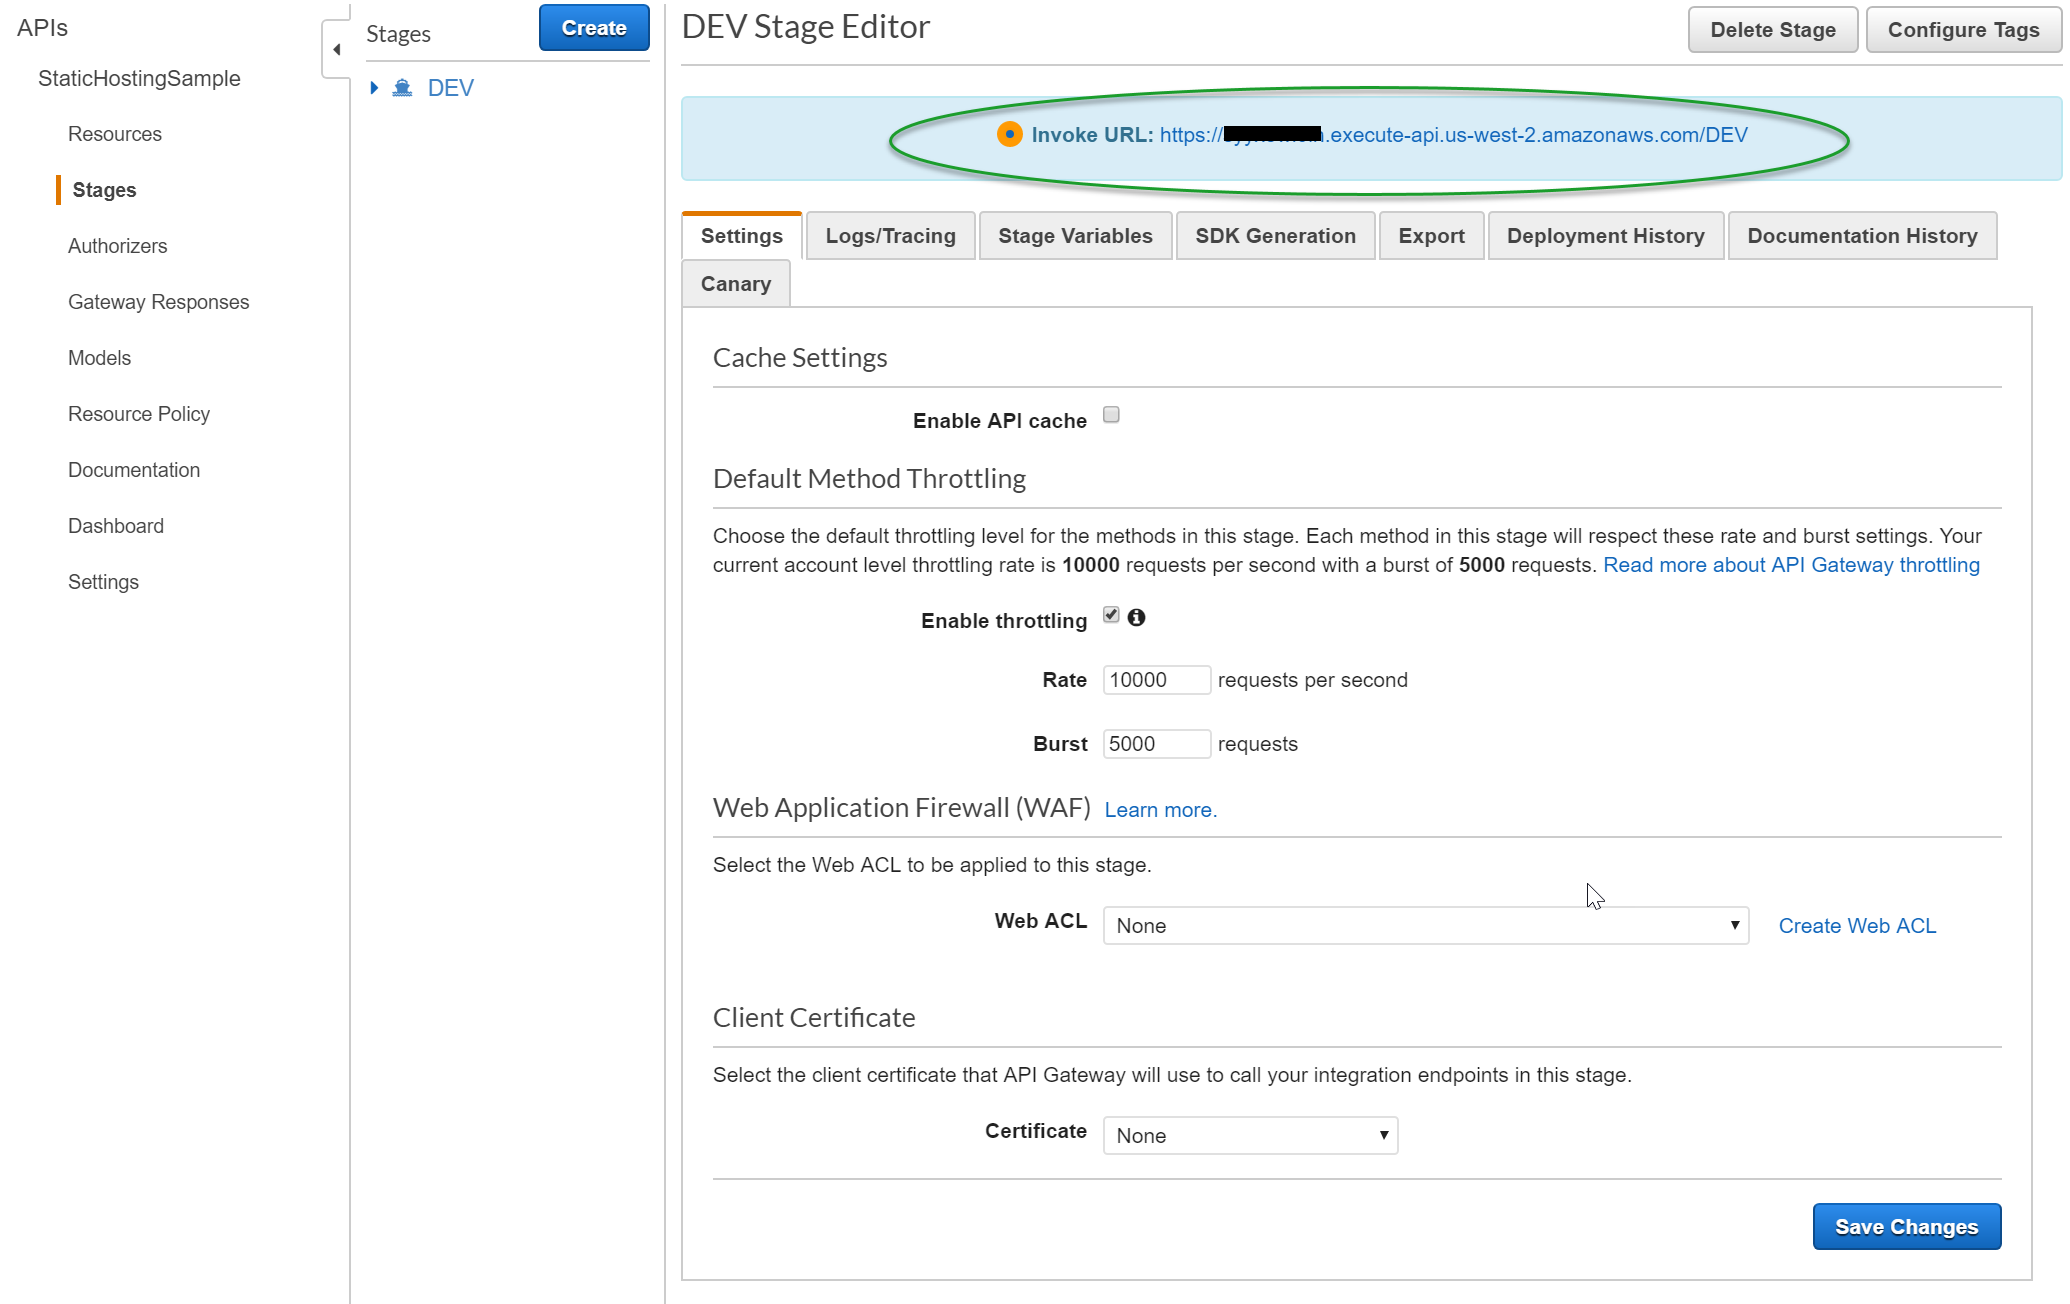 APIs
StaticHostingSample
Resources
Stages
Authorizers
Gateway Responses
Models
Resource Policy
Documentation
Dashboard
Settings
Stages
Create
DEV
DEV Stage Editor
Delete Stage
Configure Tags
Invoke URL: https:// .execute-api.us-west-2.amazonaws.com/DEV
Settings
Logs/Tracing
Stage Variables
SDK Generation
Export
Deployment History
Documentation History
Canary
Cache Settings
Enable API cache
Default Method Throttling
Choose the default throttling level for the methods in this stage. Each method in this stage will respect these rate and burst settings. Your
current account level throttling rate is 10000 requests per second with a burst of 5000 requests. Read more about API Gateway throttling
Enable throttling
Rate 10000 requests per second
Burst 5000 requests
Web Application Firewall (WAF) Learn more.
Select the Web ACL to be applied to this stage.
Web ACL None Create Web ACL
Client Certificate
Select the client certificate that API Gateway will use to call your integration endpoints in this stage.
Certificate None
Save Changes